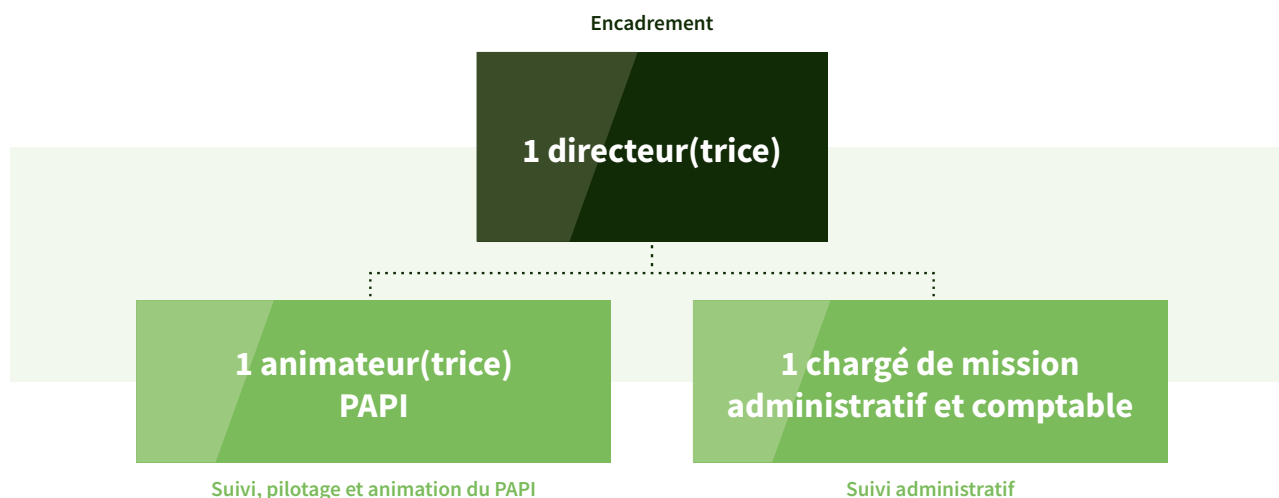 Encadrement
1 directeur(trice)
1 animateur(trice)
PAPI
1 chargé de mission
administratif et comptable
Suivi, pilotage et animation du PAPI
Suivi administratif